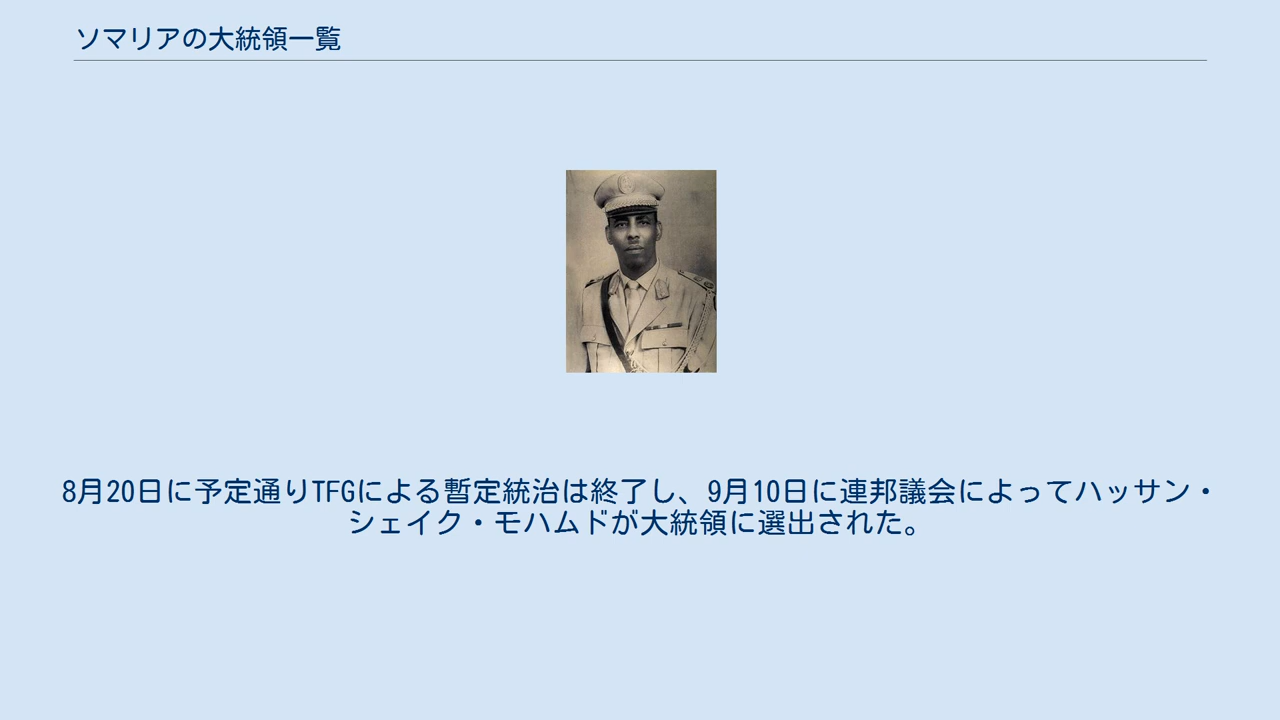 ソマリアの大統領一覧
8月20日に予定通りTFGによる暫定統治は終了し、9月10日に連邦議会によってハッサン・
シェイク・モハムドが大統領に選出された。